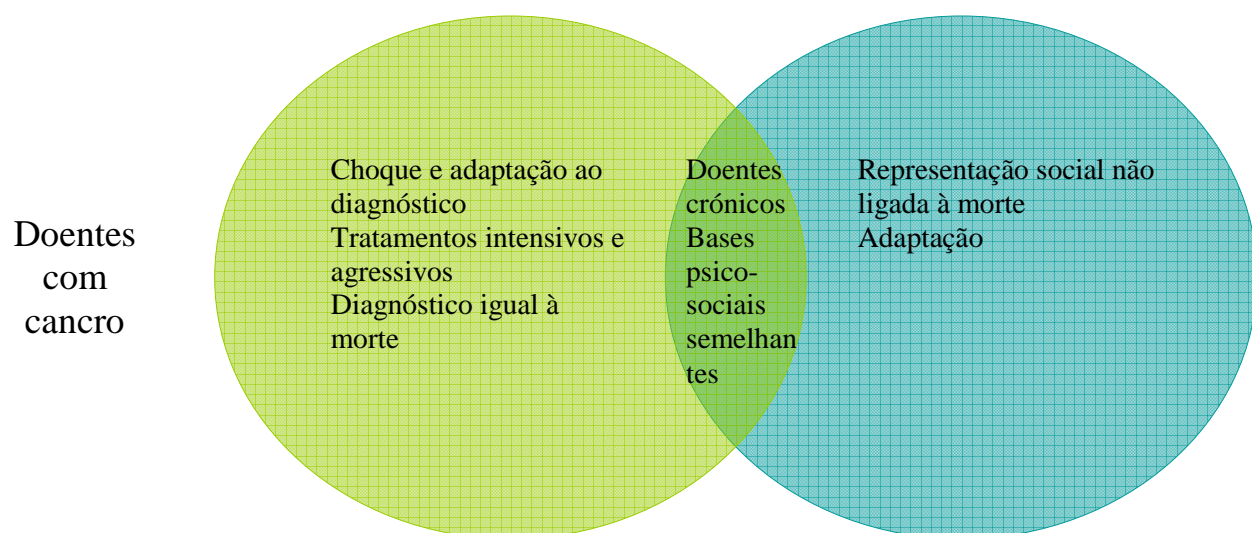 Doentes
com
cancro
Choque e adaptação ao
diagnóstico
Tratamentos intensivos e
agressivos
Diagnóstico igual à
morte
Doentes
crónicos
Bases
psico-
sociais
semelhan
tes
Representação social não
ligada à morte
Adaptação